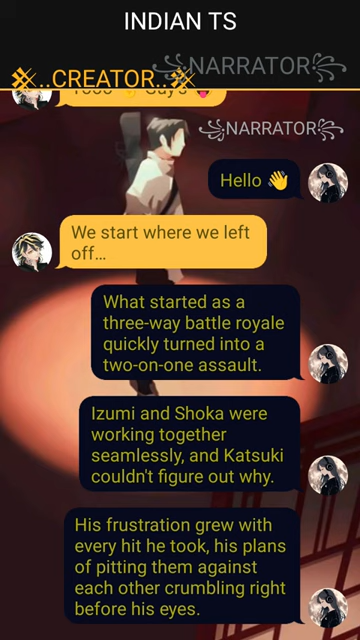 INDIAN TS
꧁NARRATOR꧂
※..CREATOR..※
꧁NARRATOR꧂
Hello 👋
We start where we left
off...
What started as a
three-way battle royale
quickly turned into a
two-on-one assault.
Izumi and Shoka were
working together
seamlessly, and Katsuki
couldn't figure out why.
His frustration grew with
every hit he took, his plans
of pitting them against
each other crumbling right
before his eyes.